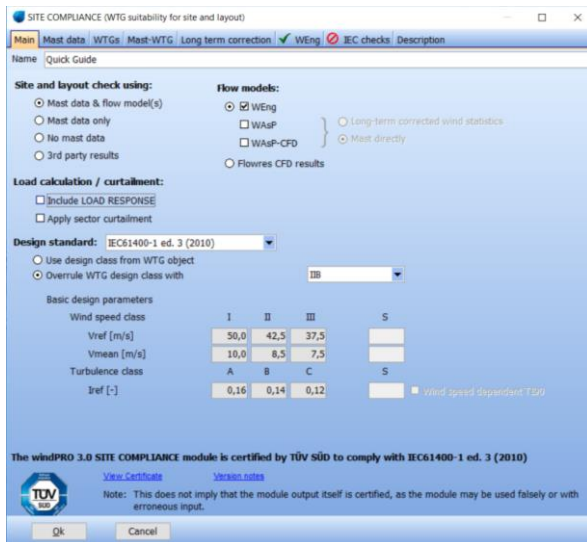 SITE COMPLIANCE (WTG suitability for site and layout)
Main Mast data WTGs Mast-WTG Long term correction WEng IEC checks Description
Name Quick Guide
Site and layout check using:
Mast data & flow model(s)
Mast data only
No mast data
3rd party results
Flow models:
WEng
WAsP
WAsP-CFD
Long-term corrected wind statistics
Mast directly
Flowres CFD results
Load calculation / curtailment:
Include LOAD RESPONSE
Apply sector curtailment
Design standard: IEC61400-1 ed. 3 (2010)
Use design class from WTG object
Overrule WTG design class with IIB
Basic design parameters
Wind speed class I II III S
Vref [m/s] 50,0 42,5 37,5
Vmean [m/s] 10,0 8,5 7,5
Turbulence class A B C S
Iref [-] 0,16 0,14 0,12 Wind speed dependent
The windPRO 3.0 SITE COMPLIANCE module is certified by TÜV SÜD to comply with IEC61400-1 ed. 3 (2010)
View Certificate Version notes
Note: This does not imply that the module output itself is certified, as the module may be used falsely or with
erroneous input.
TÜV
SÜD
Ok Cancel